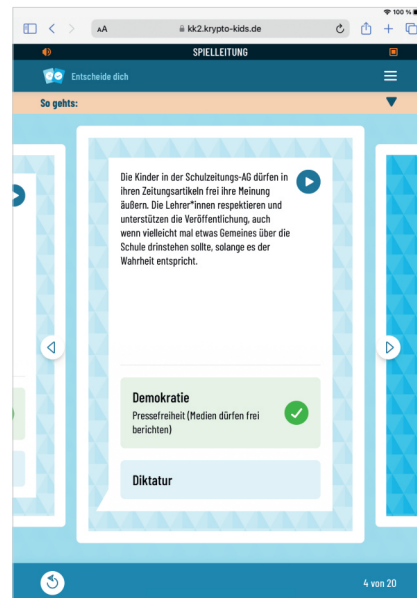 100 %
AA
kk2.krypto-kids.de
SPIELLEITUNG
Entscheide dich
So gehts:
Die Kinder in der Schulzeitungs-AG dürfen in
ihren Zeitungsartikeln frei ihre Meinung
äußern. Die Lehrer*innen respektieren und
unterstützen die Veröffentlichung, auch
wenn vielleicht mal etwas Gemeines über die
Schule drinstehen sollte, solange es der
Wahrheit entspricht.
Demokratie
Pressefreiheit (Medien dürfen frei
berichten)
Diktatur
4 von 20